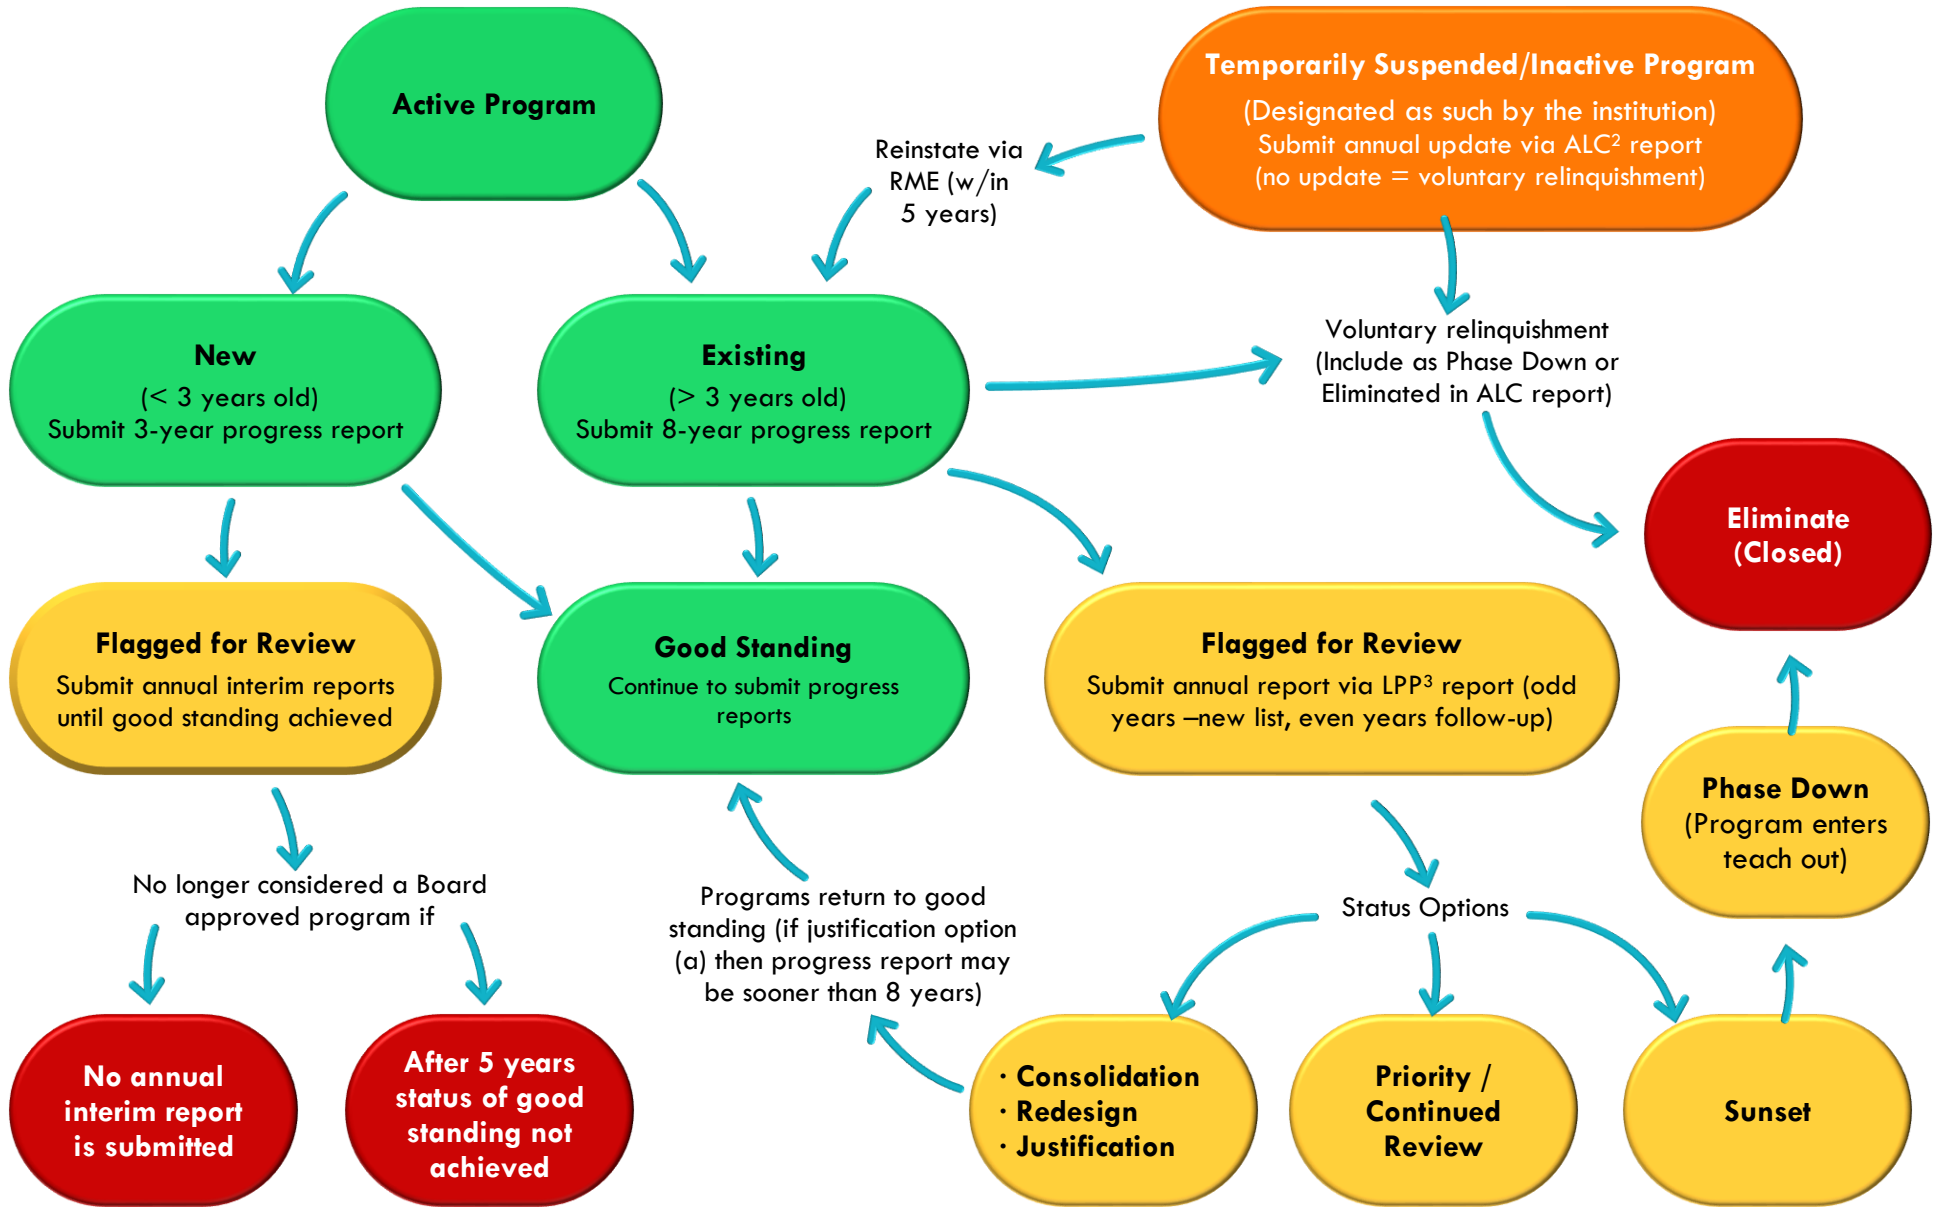 Active Program
Temporarily Suspended/Inactive Program
(Designated as such by the institution)
Submit annual update via ALC² report
(no update = voluntary relinquishment)
Reinstate via
RME (w/in
5 years)
New
(< 3 years old)
Submit 3-year progress report
Existing
(> 3 years old)
Submit 8-year progress report
Voluntary relinquishment
(Include as Phase Down or
Eliminated in ALC report)
Eliminate
(Closed)
Flagged for Review
Submit annual interim reports
until good standing achieved
Good Standing
Continue to submit progress
reports
Flagged for Review
Submit annual report via LPP³ report (odd
years –new list, even years follow-up)
Phase Down
(Program enters
teach out)
No longer considered a Board
approved program if
Programs return to good
standing (if justification option
(a) then progress report may
be sooner than 8 years)
Status Options
No annual
interim report
is submitted
After 5 years
status of good
standing not
achieved
· Consolidation
· Redesign
· Justification
Priority /
Continued
Review
Sunset